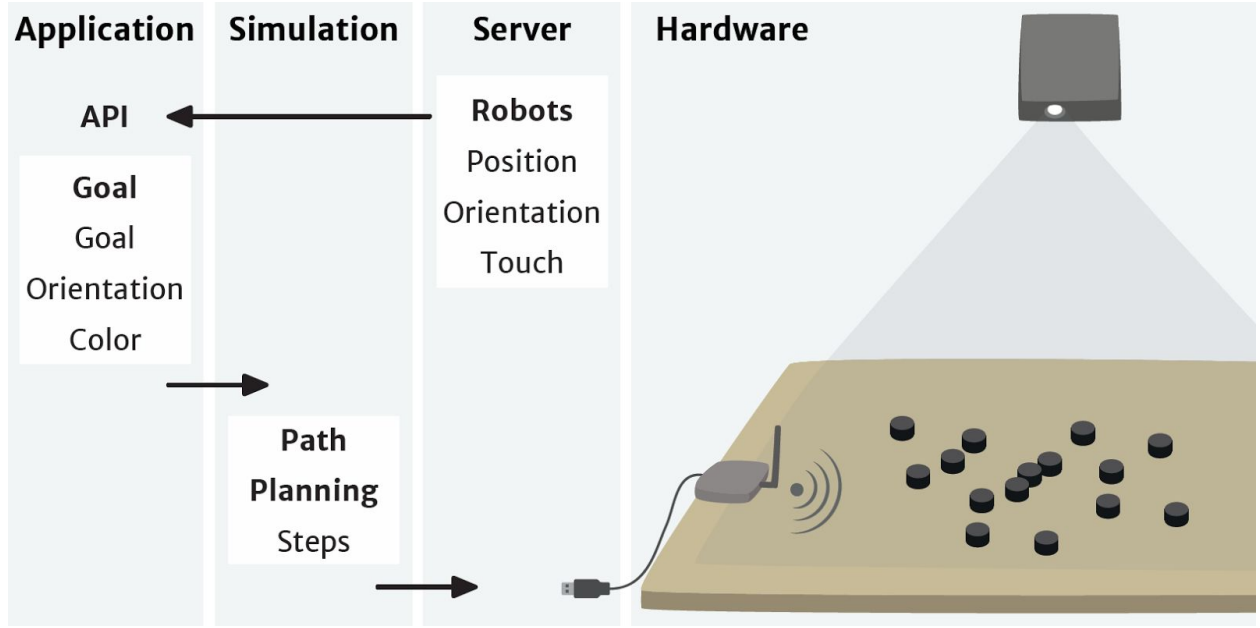 Application
Simulation
Server
Hardware
API
Goal
Goal
Orientation
Color
Path
Planning
Steps
Robots
Position
Orientation
Touch